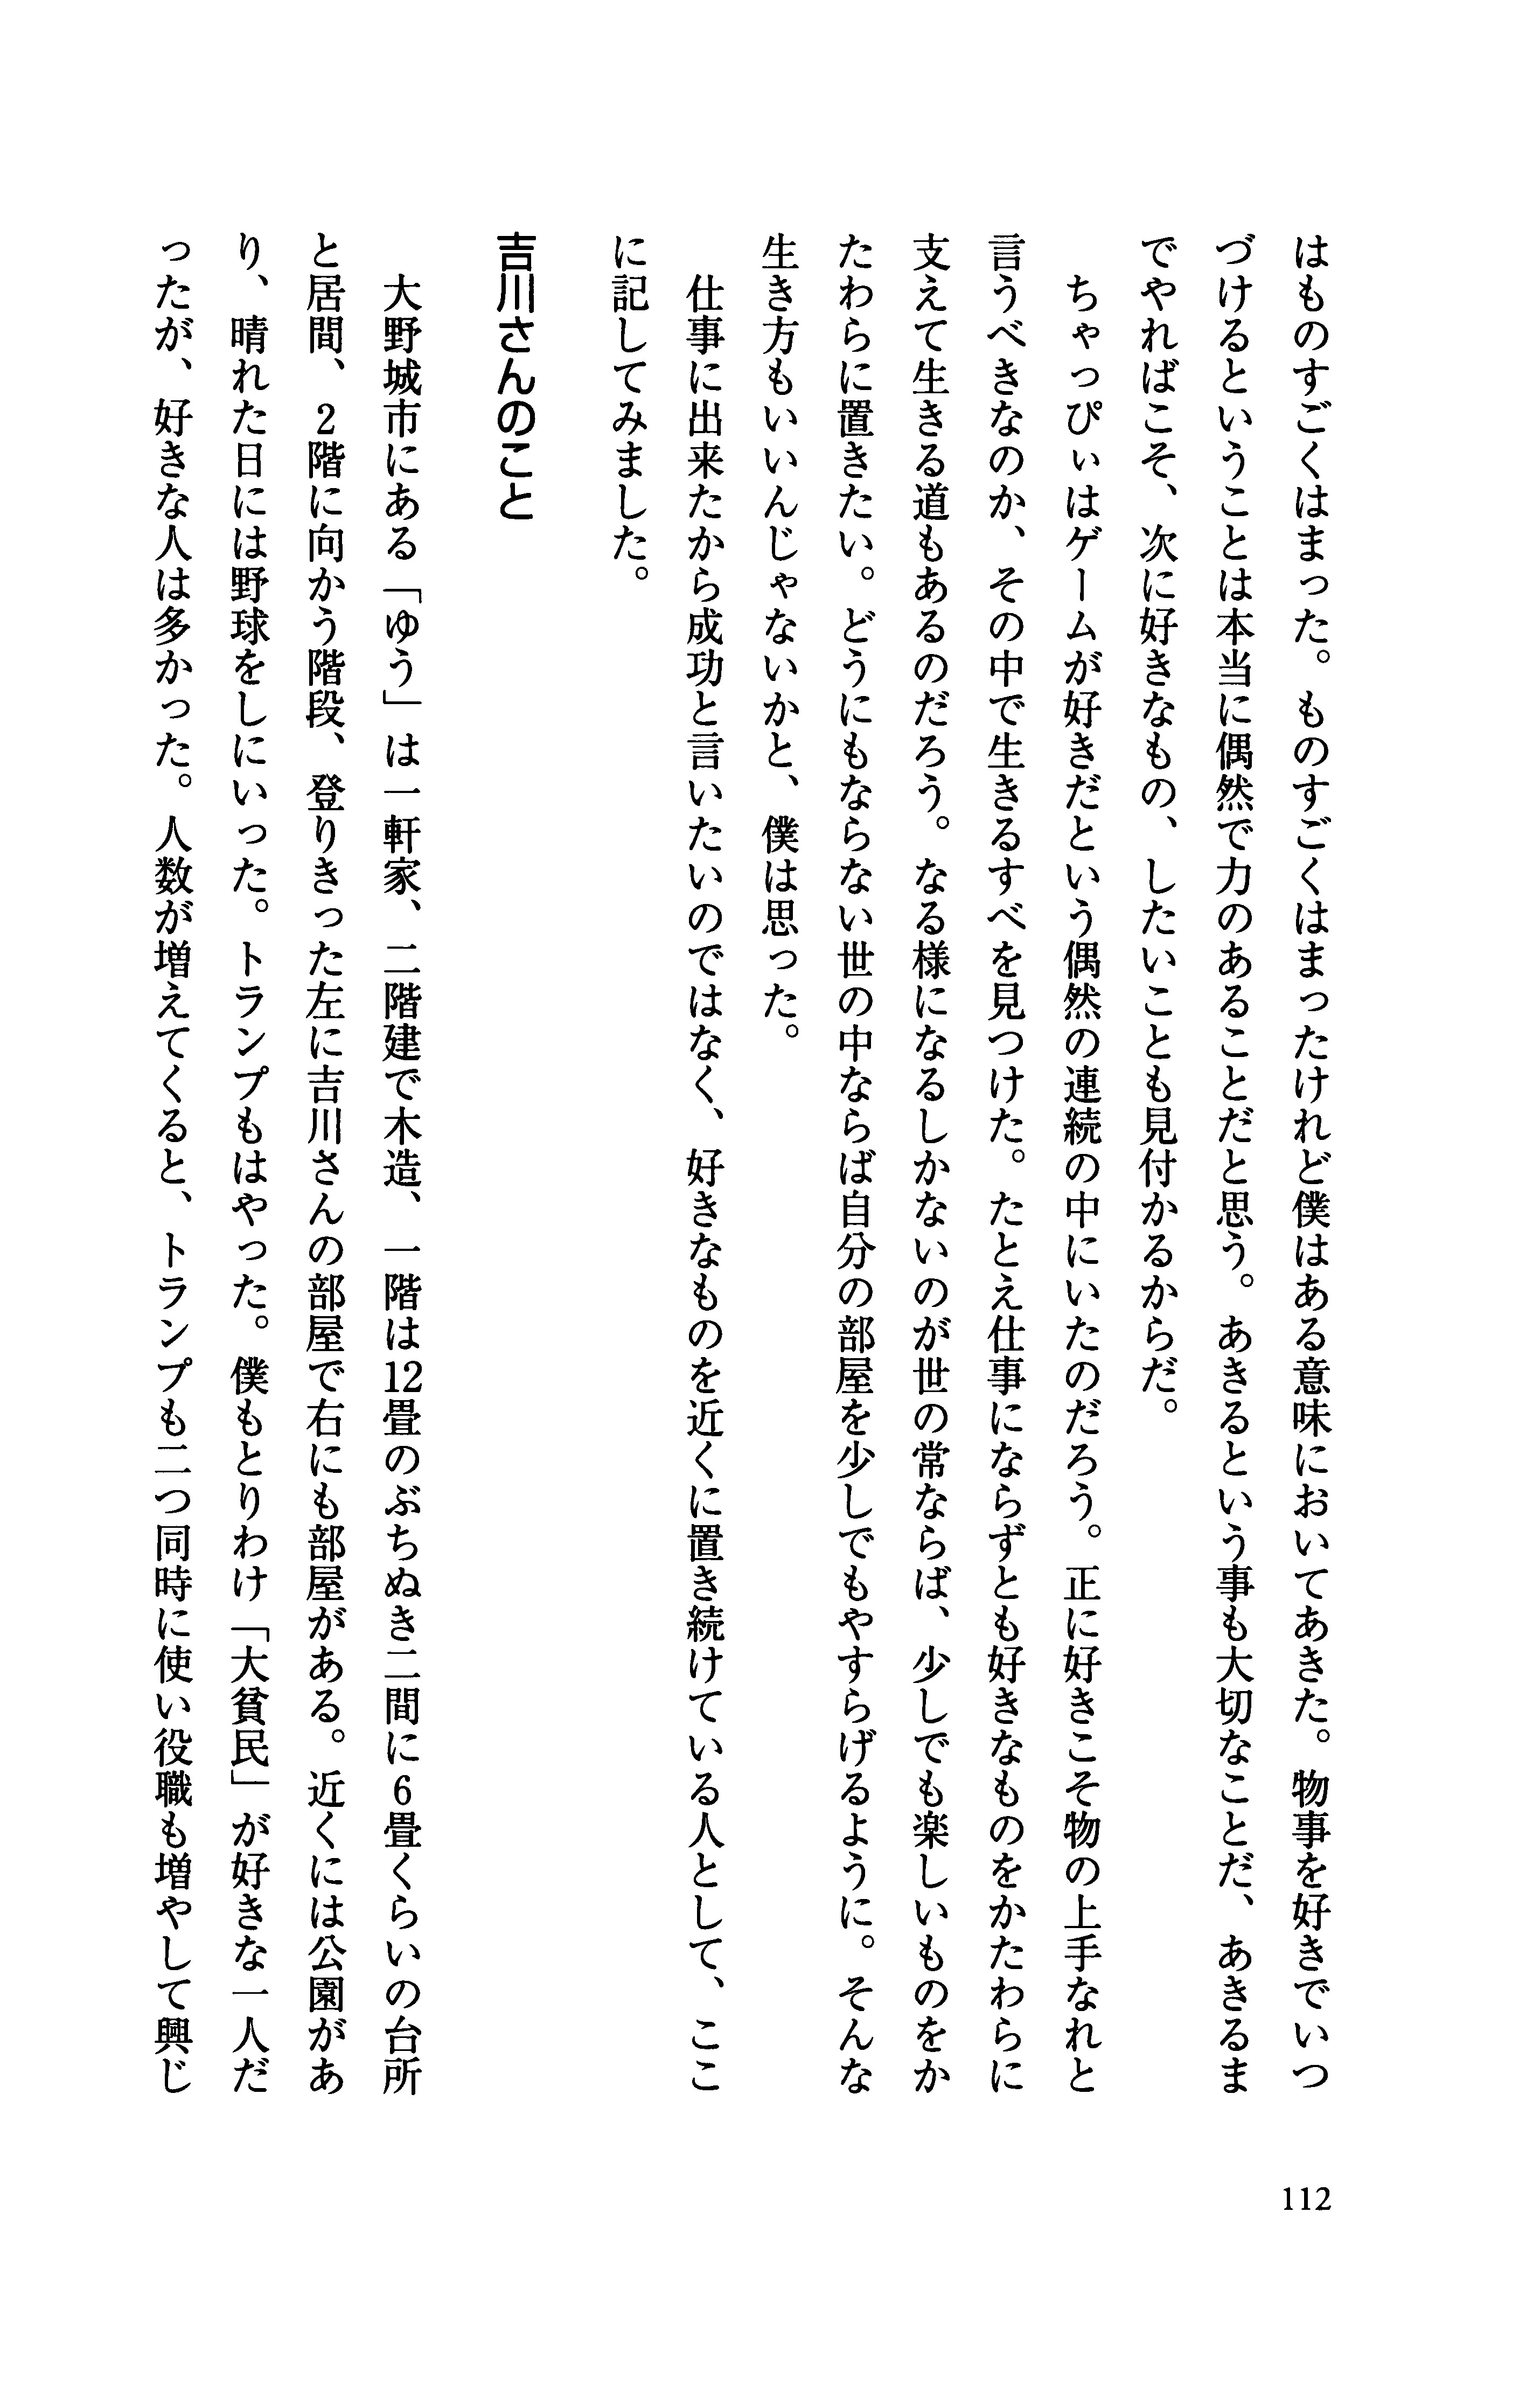 はものすごくはまった。ものすごくはまったけれど僕はある意味においてあきた。物事を好きでいつ
づけるということは本当に偶然で力のあることだと思う。あきるという事も大切なことだ、あきるま
でやればこそ、次に好きなもの、したいことも見付かるからだ。
　ちゃっぴぃはゲームが好きだという偶然の連続の中にいたのだろう。正に好きこそ物の上手なれと
言うべきなのか、その中で生きるすべを見つけた。たとえ仕事にならずとも好きなものをかたわらに
支えて生きる道もあるのだろう。なる様になるしかないのが世の常ならば、少しでも楽しいものをか
たわらに置きたい。どうにもならない世の中ならば自分の部屋を少しでもやすらげるように。そんな
生き方もいいんじゃないかと、僕は思った。
　仕事に出来たから成功と言いたいのではなく、好きなものを近くに置き続けている人として、ここ
に記してみました。
吉川さんのこと
　大野城市にある「ゆう」は一軒家、二階建で木造、一階は12畳のぶちぬき二間に6畳くらいの台所
と居間、2階に向かう階段、登りきった左に吉川さんの部屋で右にも部屋がある。近くには公園があ
り、晴れた日には野球をしにいった。トランプもはやった。僕もとりわけ「大貧民」が好きな一人だ
ったが、好きな人は多かった。人数が増えてくると、トランプも二つ同時に使い役職も増やして興じ
112